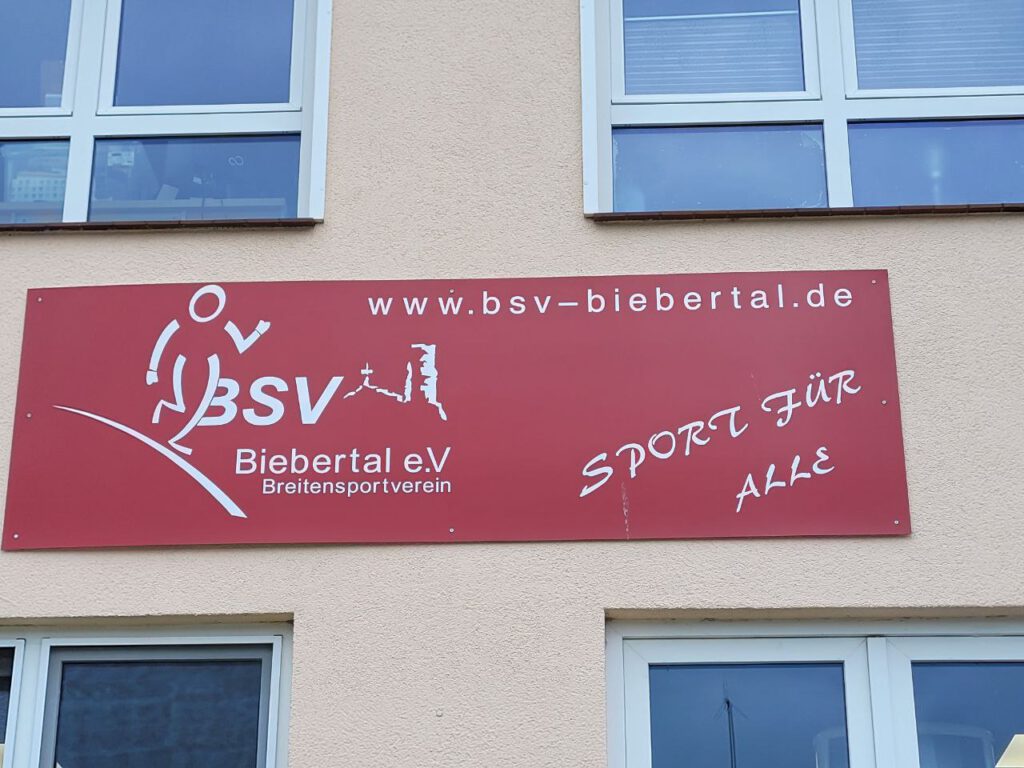 www.bsv-biebertal.de
BSV
Biebertal e.V
Breitensportverein
SPORT FÜR
ALLE